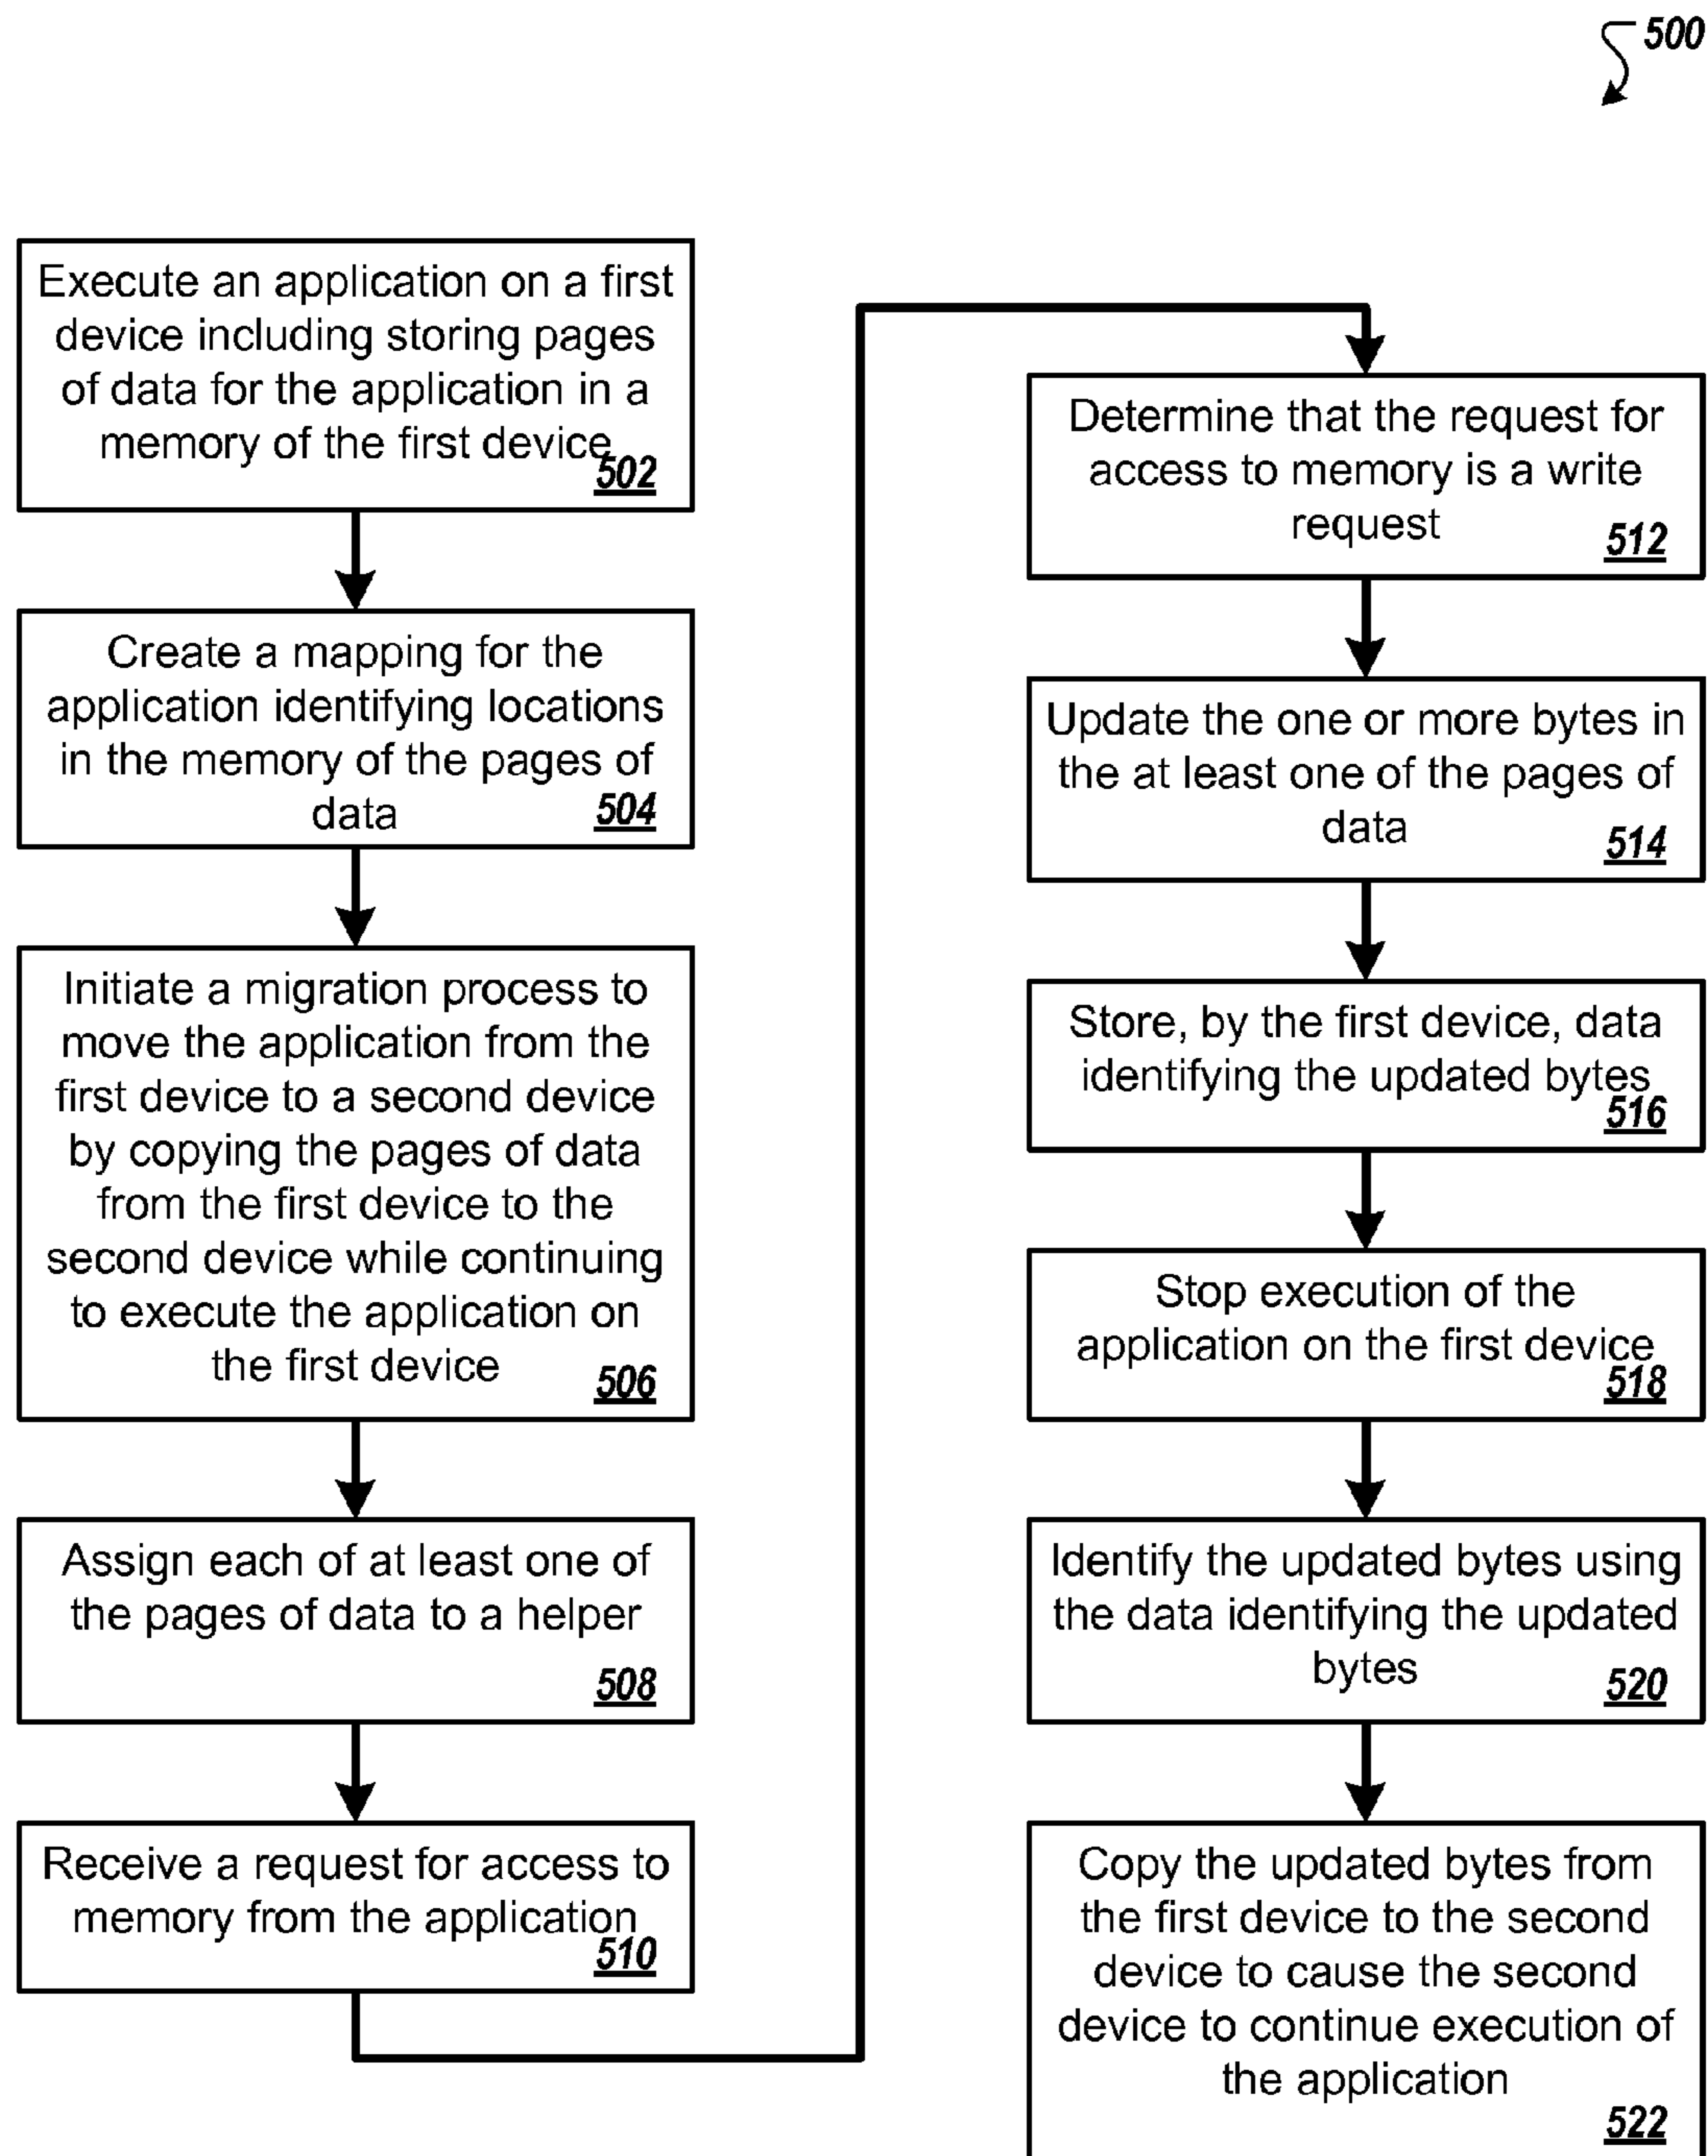 500
Execute an application on a first
device including storing pages
of data for the application in a
memory of the first device
502
Create a mapping for the
application identifying locations
in the memory of the pages of
data
504
Initiate a migration process to
move the application from the
first device to a second device
by copying the pages of data
from the first device to the
second device while continuing
to execute the application on
the first device
506
Assign each of at least one of
the pages of data to a helper
508
Receive a request for access to
memory from the application
510
Determine that the request for
access to memory is a write
request
512
Update the one or more bytes in
the at least one of the pages of
data
514
Store, by the first device, data
identifying the updated bytes
516
Stop execution of the
application on the first device
518
Identify the updated bytes using
the data identifying the updated
bytes
520
Copy the updated bytes from
the first device to the second
device to cause the second
device to continue execution of
the application
522